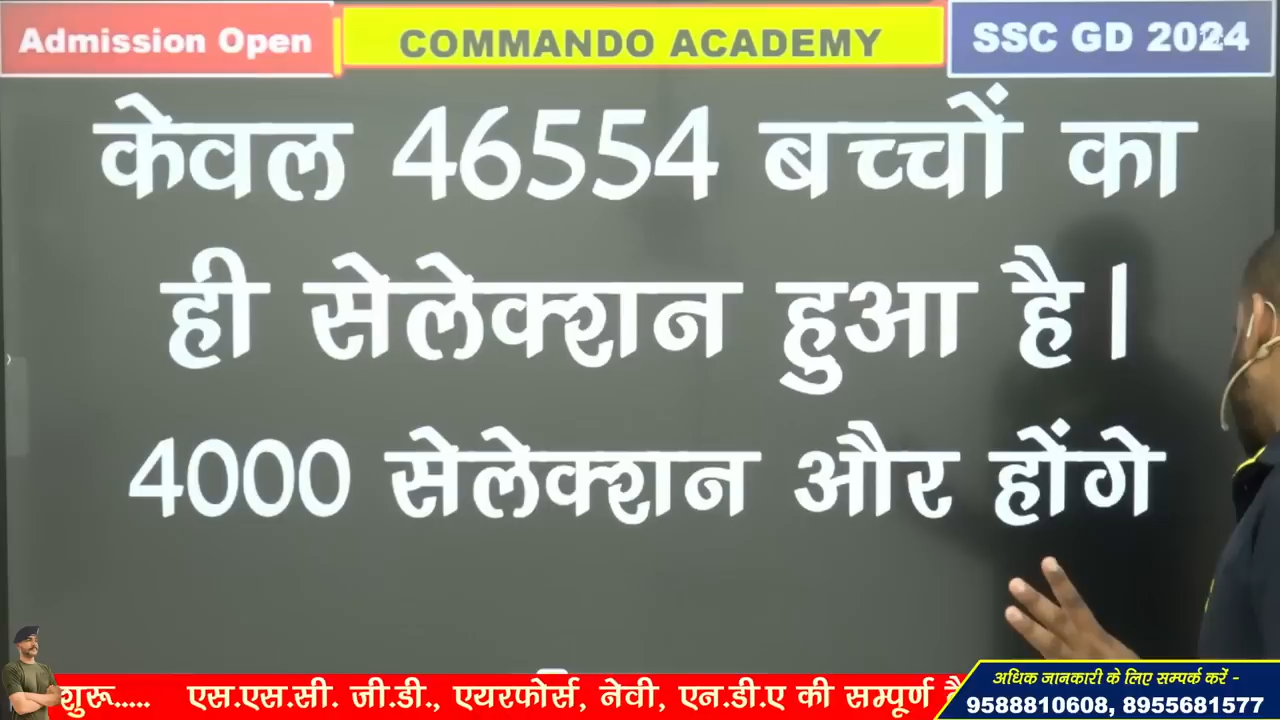 Admission Open
COMMANDO ACADEMY
SSC GD 2024
केवल 46554 बच्चों का
ही सेलेक्शन हुआ है।
4000 सेलेक्शन और होंगे
शुरू..... एस.एस.सी. जी.डी., एयरफोर्स, नेवी, एन.डी.ए की सम्पूर्ण
अधिक जानकारी के लिए सम्पर्क करें -
9588810608, 8955681577